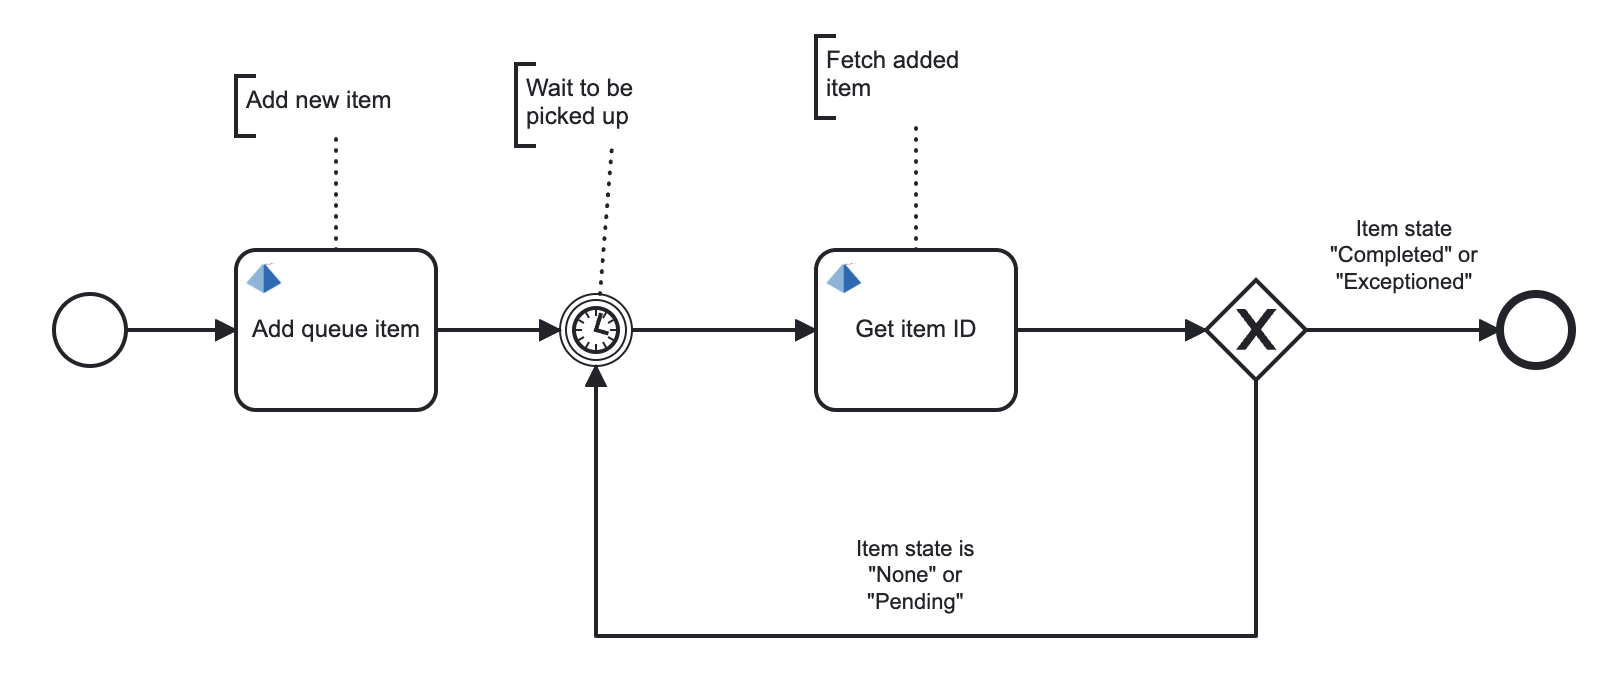 Add new item
Wait to be
picked up
Fetch added
item
Add queue item
Get item ID
Item state
"Completed" or
"Exceptioned"
Item state is
"None" or
"Pending"